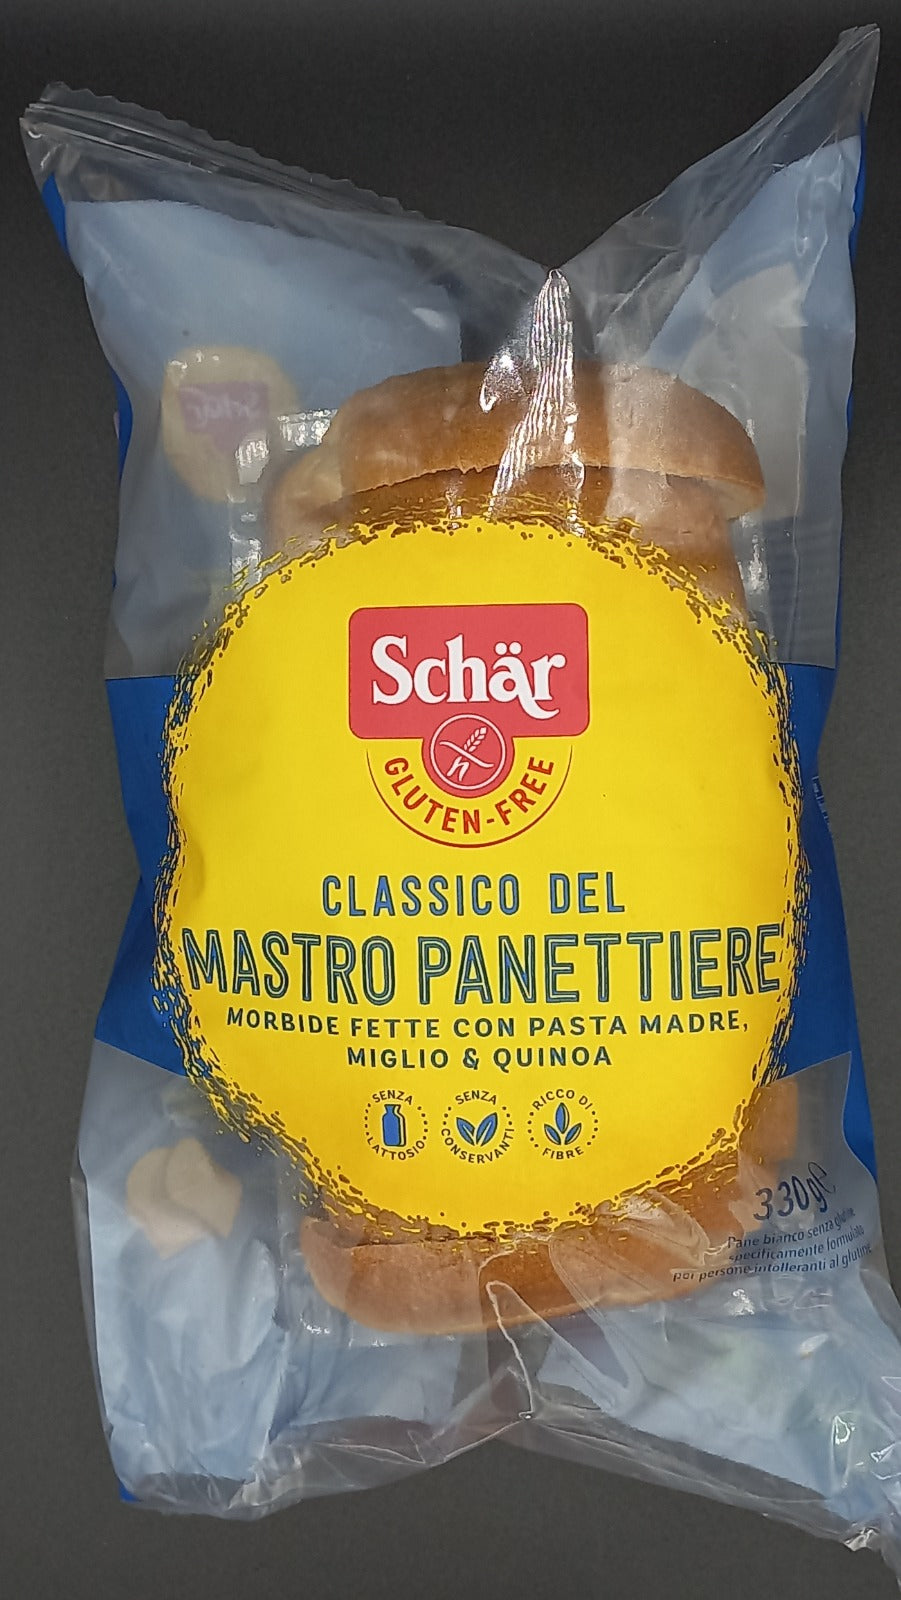 Schär
GLUTEN-FREE
CLASSICO DEL
MASTRO PANETTIERE
MORBIDE FETTE CON PASTA MADRE,
MIGLIO & QUINOA
SENZA
LATTOSIO
SENZA
CONSERVANTI
RICCO DI
FIBRE
330g℮
Pane bianco senza glutine
specificamente formulato
per persone intolleranti al glutine
Schär